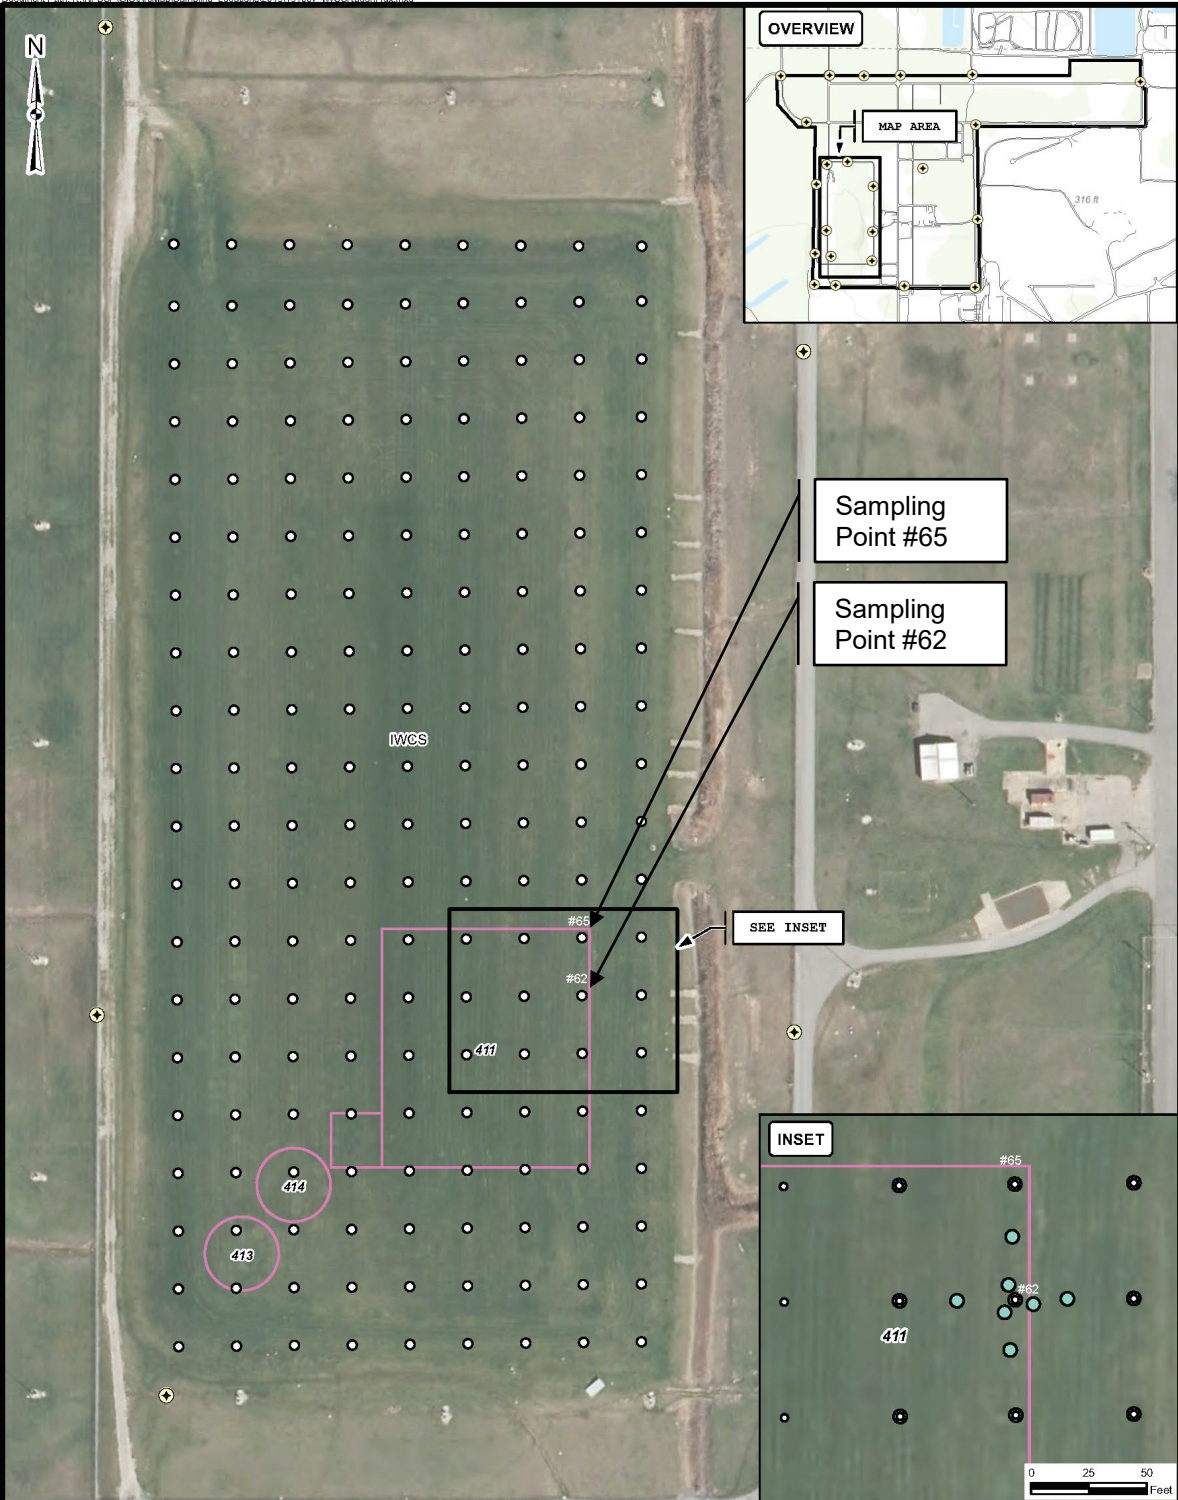 N
OVERVIEW
MAP AREA
316 ft
Sampling
Point #65
Sampling
Point #62
IWCS
#65
SEE INSET
#62
411
414
413
INSET
#65
#62
411
0 25 50
Feet